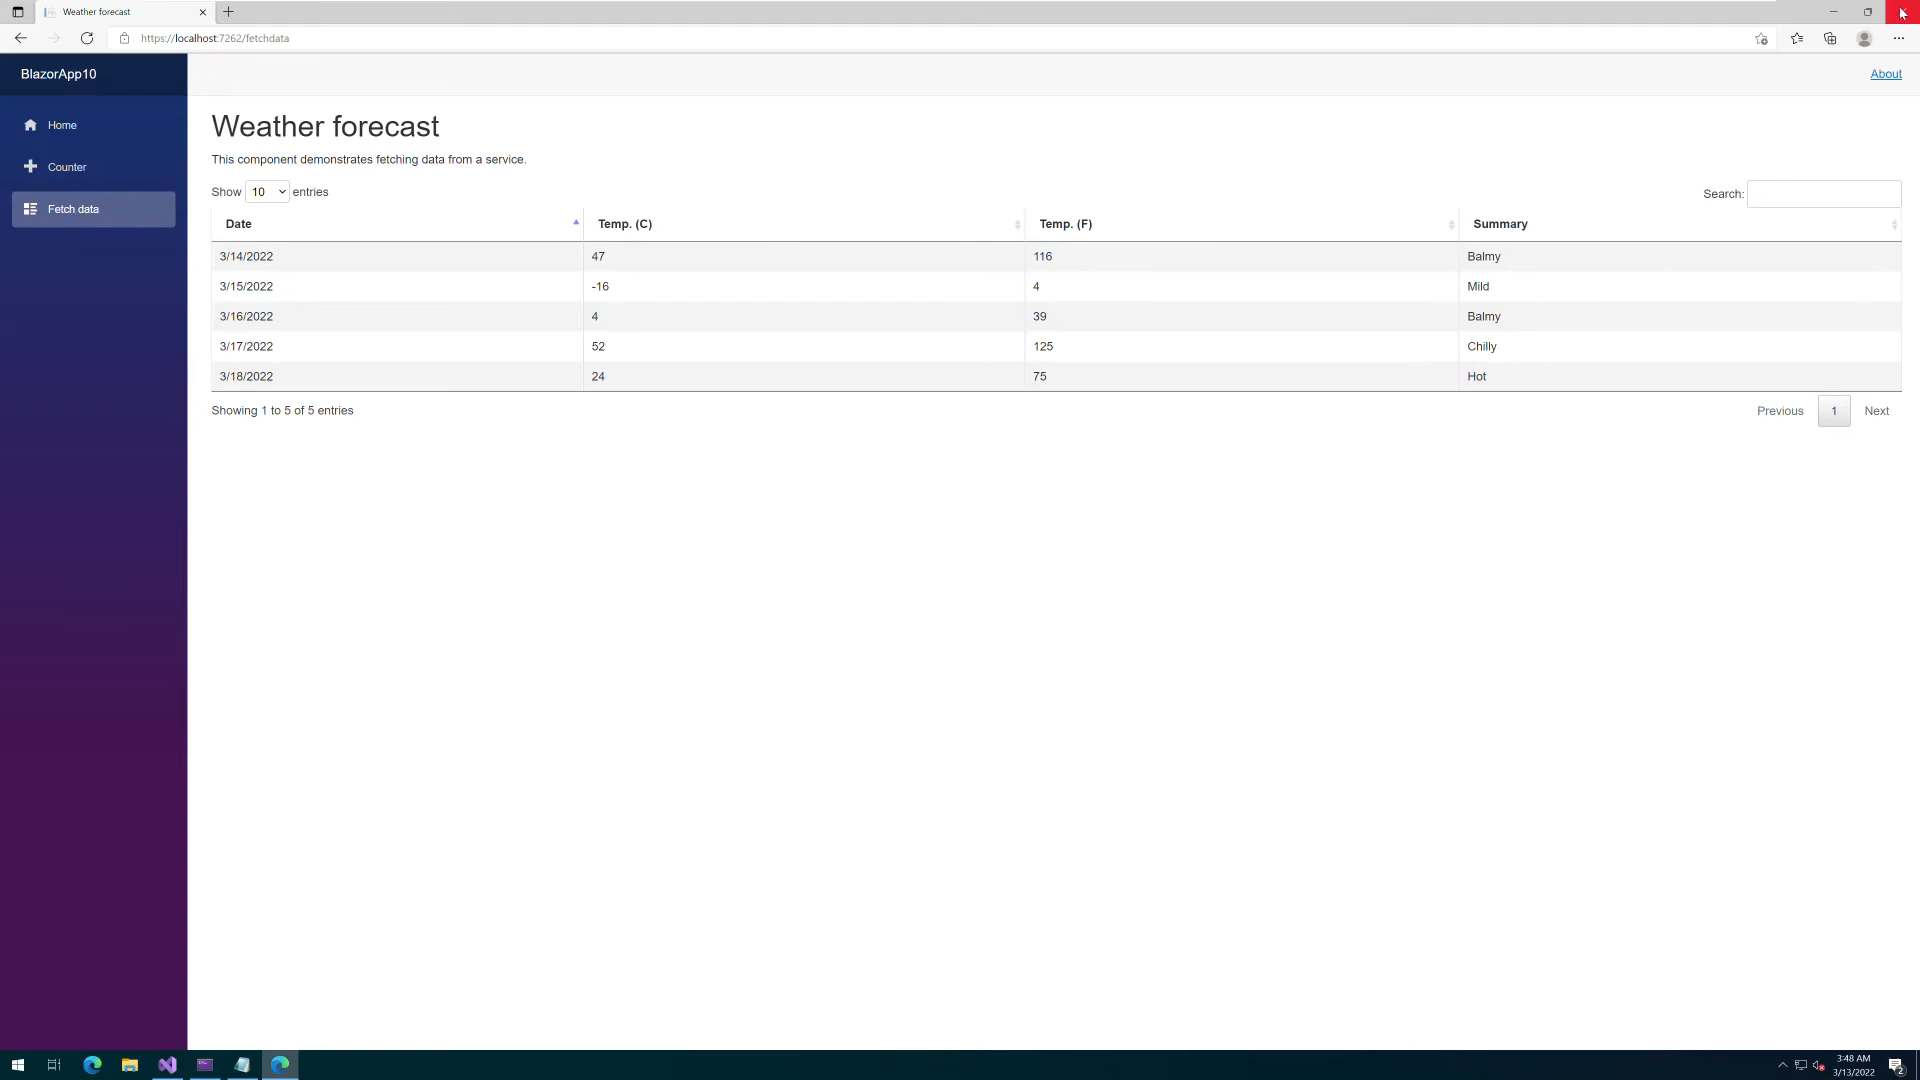 Weather forecast
https://localhost:7262/fetchdata
BlazorApp10
About
Home
Counter
Fetch data
Weather forecast
This component demonstrates fetching data from a service.
Show 10 entries
Search:
Date Temp. (C) Temp. (F) Summary
3/14/2022 47 116 Balmy
3/15/2022 -16 4 Mild
3/16/2022 4 39 Balmy
3/17/2022 52 125 Chilly
3/18/2022 24 75 Hot
Showing 1 to 5 of 5 entries
Previous 1 Next
3:48 AM
3/13/2022
2